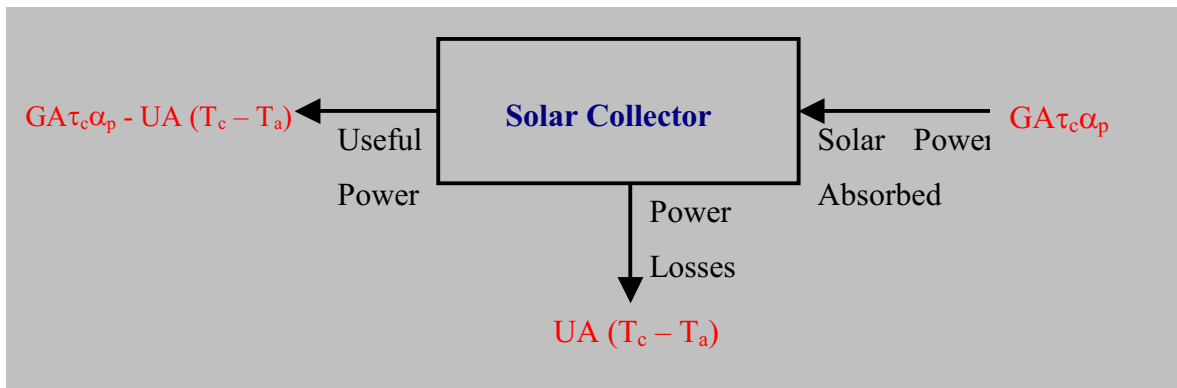 GAτcαp - UA (Tc – Ta)
Useful
Power
Solar Collector
Solar Power
Absorbed
GAτcαp
Power
Losses
UA (Tc – Ta)